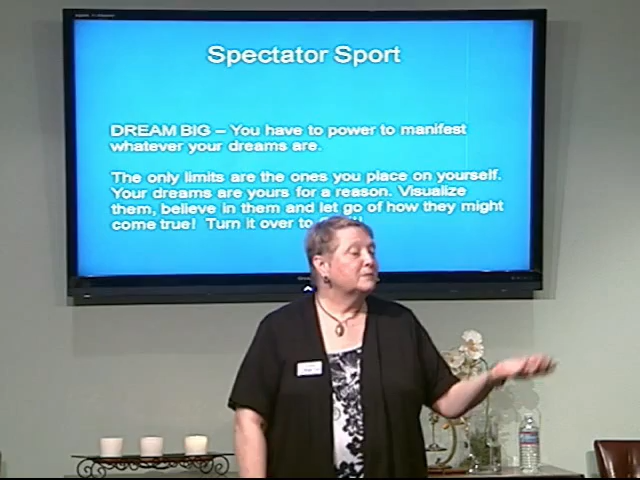 Spectator Sport
DREAM BIG – You have to power to manifest
whatever your dreams are.
The only limits are the ones you place on yourself.
Your dreams are yours for a reason. Visualize
them, believe in them and let go of how they might
come true! Turn it over to